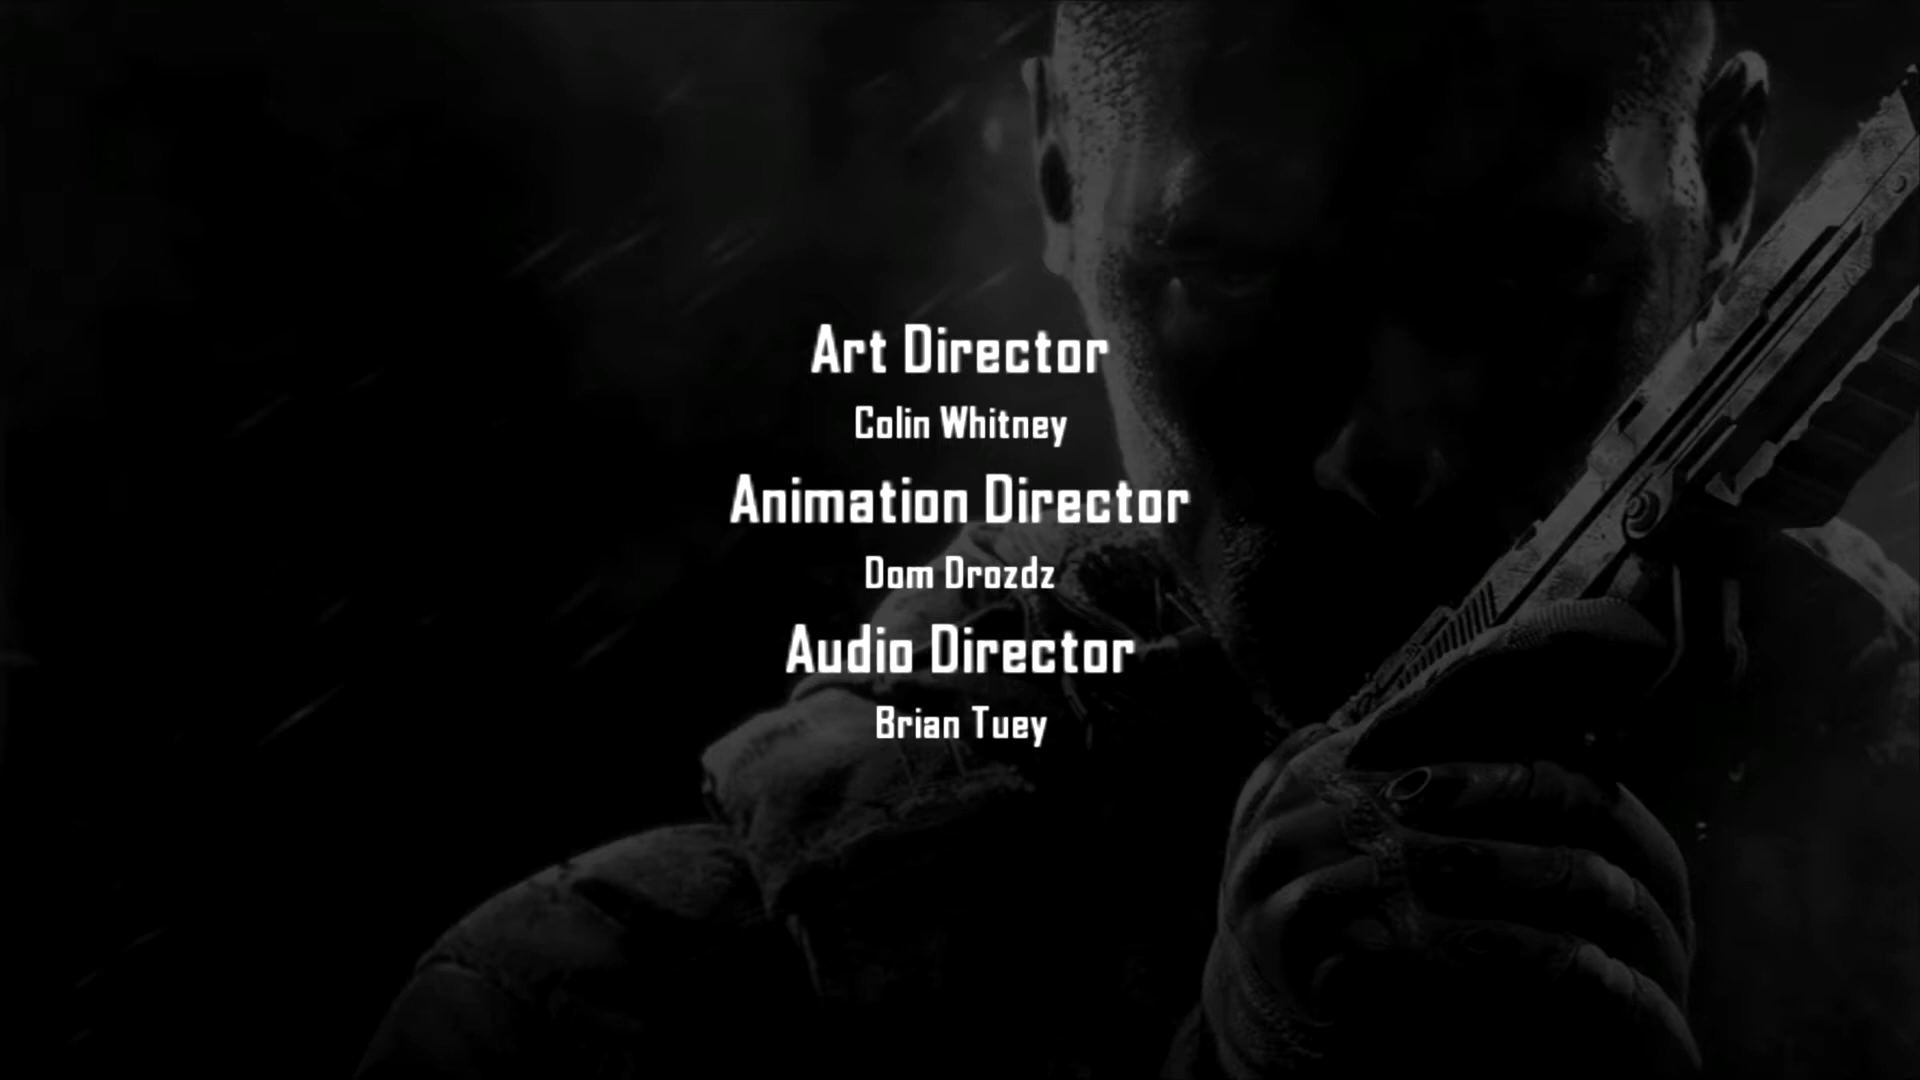 Art Director
Colin Whitney
Animation Director
Dom Drozdz
Audio Director
Brian Tuey